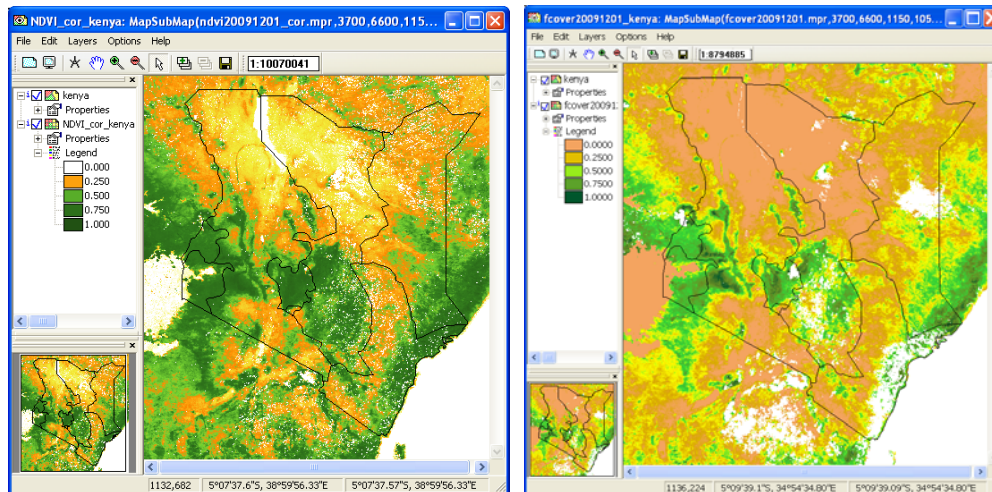 NDVI_cor_kenya: MapSubMap(ndvi20091201_cor.mpr,3700,6600,115...
File Edit Layers Options Help
1:10070041
kenya
Properties
NDVI_cor_kenya
Properties
Legend
0.000
0.250
0.500
0.750
1.000
1132,682 5°07'37.6"S, 38°59'56.33"E 5°07'37.57"S, 38°59'56.33"E
fcover20091201_kenya: MapSubMap(fcover20091201.mpr,3700,6600,1150,105...
File Edit Layers Options Help
1:8794885
kenya
Properties
fcover20091
Properties
Legend
0.0000
0.2500
0.5000
0.7500
1.0000
1136,224 5°09'39.1"S, 34°54'34.80"E 5°09'39.09"S, 34°54'34.80"E